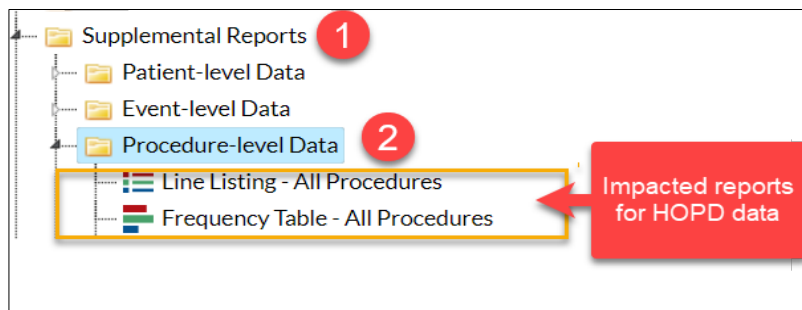 Supplemental Reports 1
Patient-level Data
Event-level Data
Procedure-level Data 2
Line Listing - All Procedures
Frequency Table - All Procedures
Impacted reports
for HOPD data